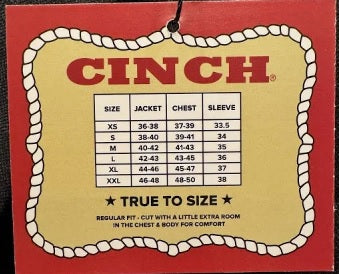 CINCH®
SIZE JACKET CHEST SLEEVE
XS 36-38 37-39 33.5
S 38-40 39-41 34
M 40-42 41-43 35
L 42-43 43-45 36
XL 44-46 45-47 37
XXL 46-48 48-50 38
★ TRUE TO SIZE ★
REGULAR FIT - CUT WITH A LITTLE EXTRA ROOM
IN THE CHEST & BODY FOR COMFORT